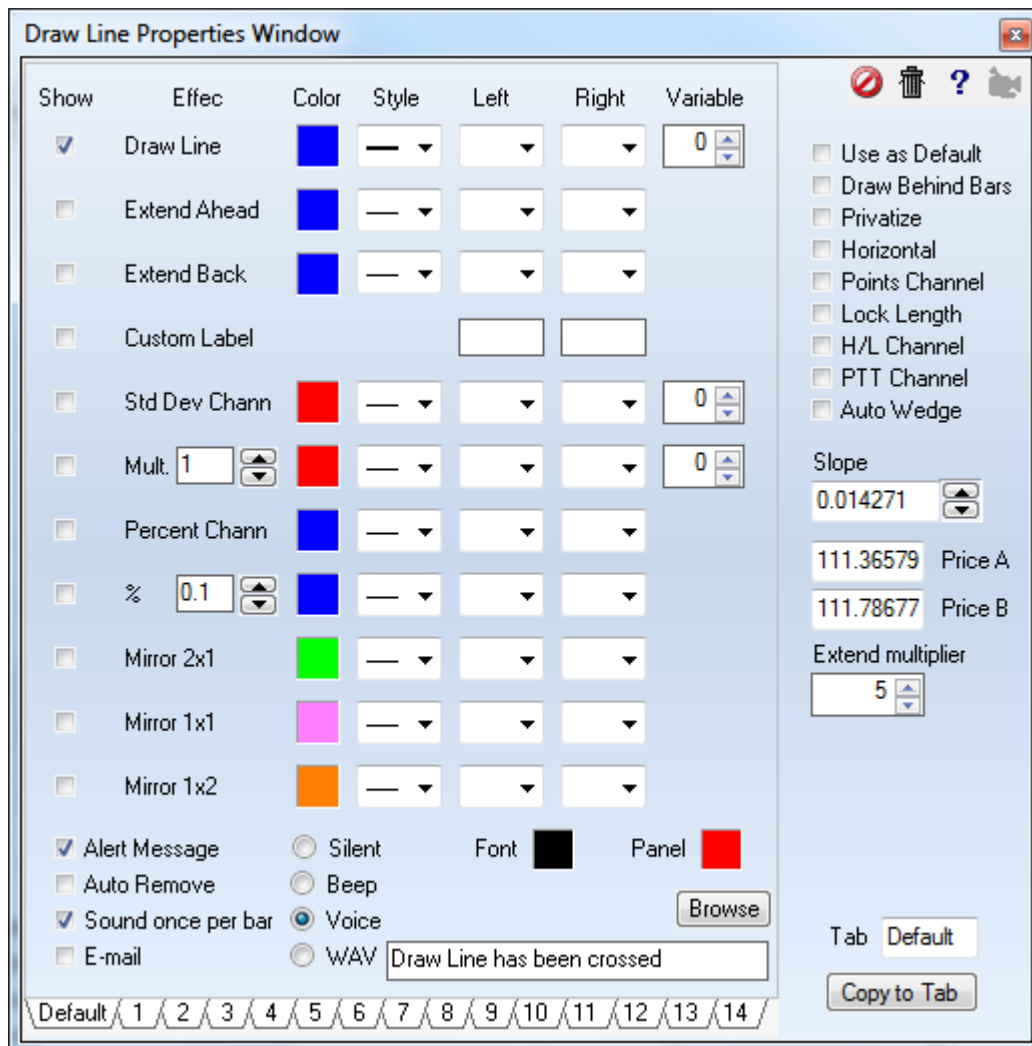 Draw Line Properties Window
Show Effec Color Style Left Right Variable
Draw Line 0
Extend Ahead
Extend Back
Custom Label
Std Dev Chann 0
Mult. 1 0
Percent Chann
% 0.1
Mirror 2x1
Mirror 1x1
Mirror 1x2
Alert Message Silent Font Panel
Auto Remove Beep
Sound once per bar Voice Browse
E-mail WAV Draw Line has been crossed
Default 1 2 3 4 5 6 7 8 9 10 11 12 13 14
?
Use as Default
Draw Behind Bars
Privatize
Horizontal
Points Channel
Lock Length
H/L Channel
PTT Channel
Auto Wedge
Slope
0.014271
111.36579 Price A
111.78677 Price B
Extend multiplier
5
Tab Default
Copy to Tab